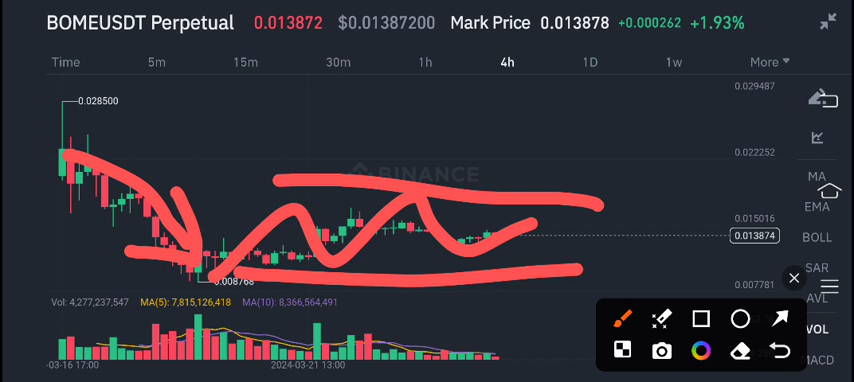 BOMEUSDT Perpetual 0.013872 $0.01387200 Mark Price 0.013878 +0.000262 +1.93%
Time 5m 15m 30m 1h 4h 1D 1w More
0.029487
0.028500
0.022252
BINANCE
MA
EMA
0.015016
0.013874
BOLL
SAR
0.008768
0.007781
AVL
Vol: 4,277,237,547 MA(5): 7,815,126,418 MA(10): 8,366,564,491
VOL
MACD
-03-16 17:00 2024-03-21 13:00